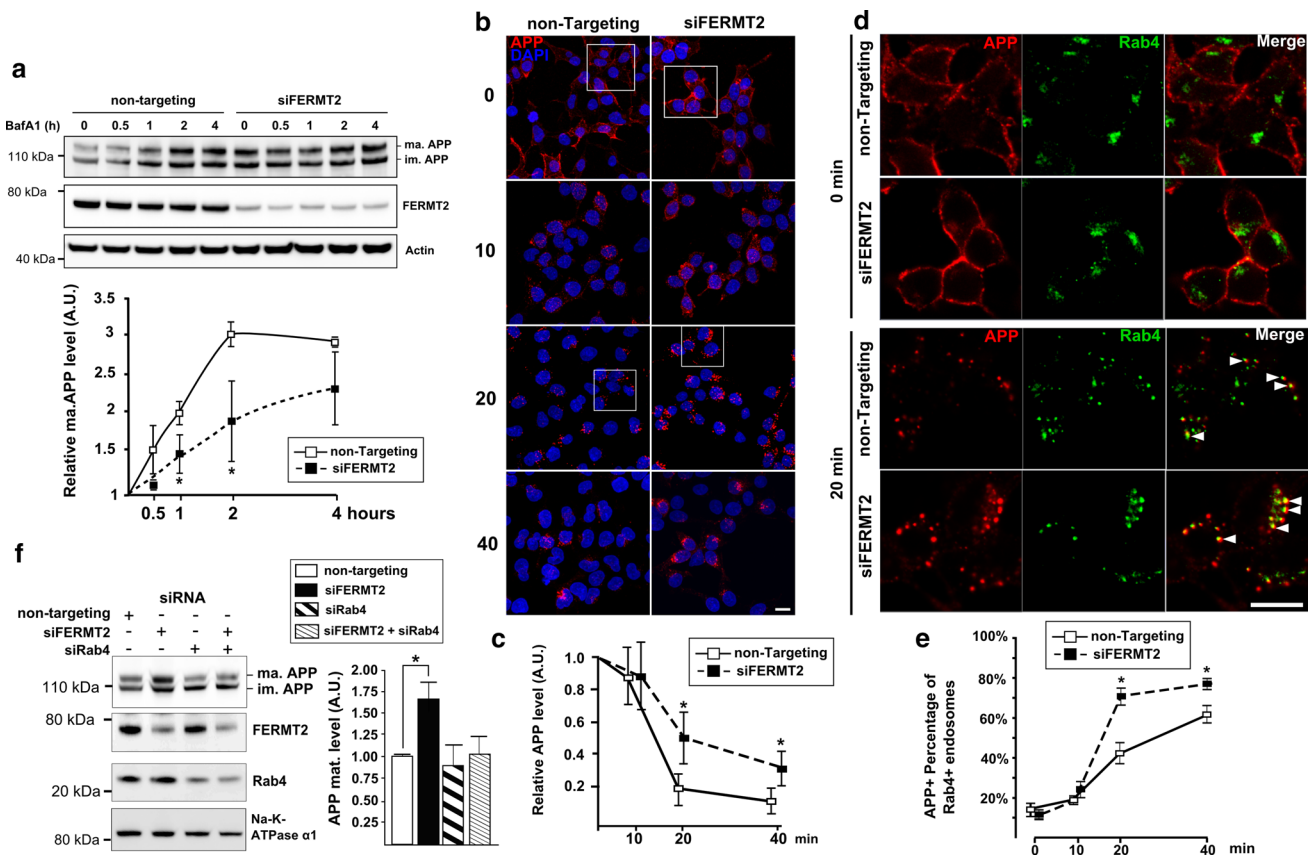 a
non-targeting siFERMT2
BafA1 (h) 0 0.5 1 2 4 0 0.5 1 2 4
110 kDa
ma. APP
im. APP
80 kDa
FERMT2
40 kDa
Actin
Relative ma.APP level (A.U.)
3.5
3
2.5
2
1.5
1
0.5 1 2 4 hours
non-Targeting
siFERMT2
* *
b
non-Targeting siFERMT2
APP
DAPI
0
10
20
40
c
Relative APP level (A.U.)
1.0
0.8
0.6
0.4
0.2
10 20 40 min
non-Targeting
siFERMT2
* *
d
APP Rab4 Merge
non-Targeting
siFERMT2
0 min
APP Rab4 Merge
non-Targeting
siFERMT2
20 min
e
APP+ Percentage of
Rab4+ endosomes
100%
80%
60%
40%
20%
0 10 20 40 min
non-Targeting
siFERMT2
* *
f
siRNA
non-targeting + - - -
siFERMT2 - + - +
siRab4 - - + +
110 kDa
ma. APP
im. APP
80 kDa
FERMT2
20 kDa
Rab4
80 kDa
Na-K-
ATPase α1
non-targeting
siFERMT2
siRab4
siFERMT2 + siRab4
APP mat. level (A.U.)
2.00
1.75
1.50
1.25
1.00
0.75
0.50
0.25
*